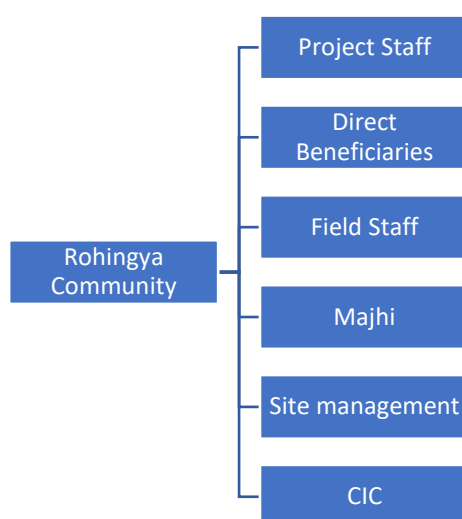 Project Staff
Direct
Beneficiaries
Field Staff
Rohingya
Community
Majhi
Site management
CIC